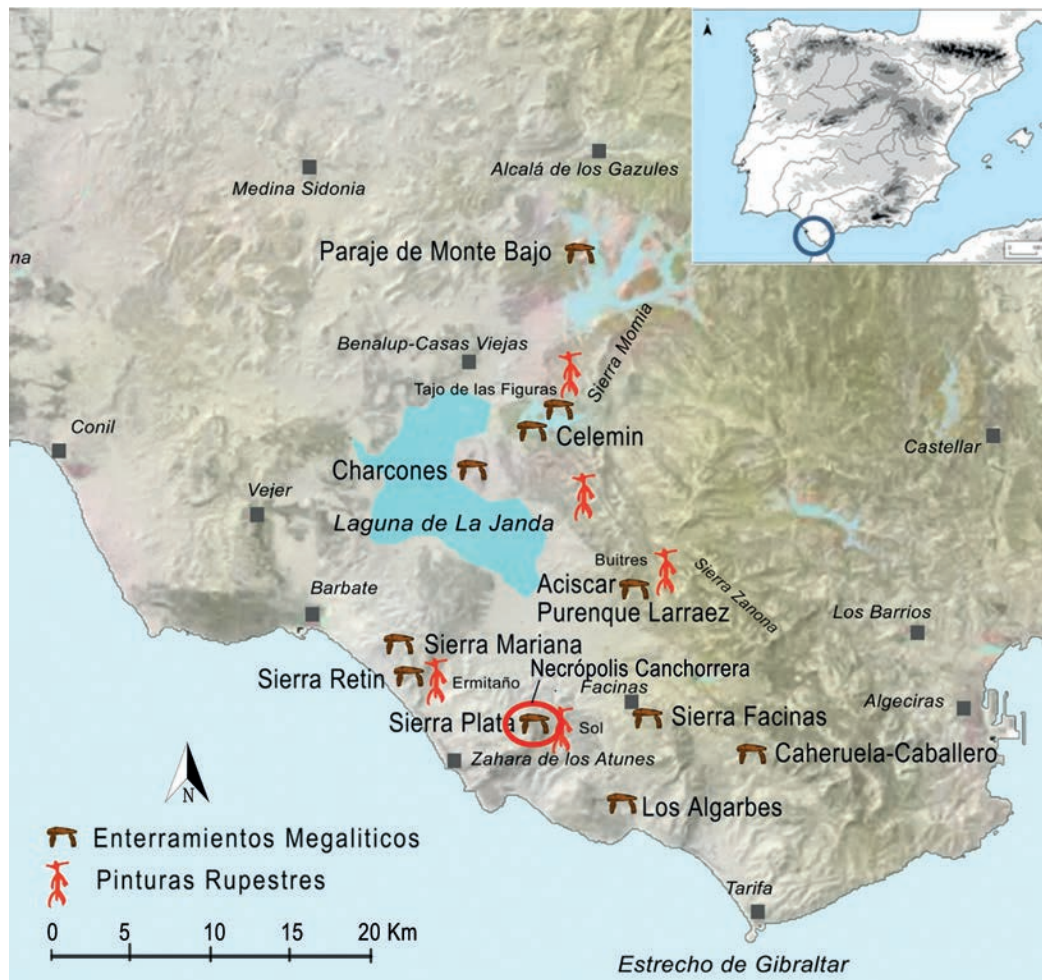 Alcalá de los Gazules
Medina Sidonia
Paraje de Monte Bajo
na
Sierra Momia
Benalup-Casas Viejas
Tajo de las Figuras
Celemin
Conil
Castellar
Charcones
Vejer
Laguna de La Janda
Buitres
Aciscar
Purenque Larraez
Sierra Zanona
Barbate
Los Barrios
Sierra Mariana
Necrópolis Canchorrera
Sierra Retin
Ermitaño
Facinas
Algeciras
Sierra Plata
Sol
Sierra Facinas
Zahara de los Atunes
Caheruela-Caballero
N
Los Algarbes
Enterramientos Megaliticos
Pinturas Rupestres
Tarifa
0 5 10 15 20 Km
Estrecho de Gibraltar